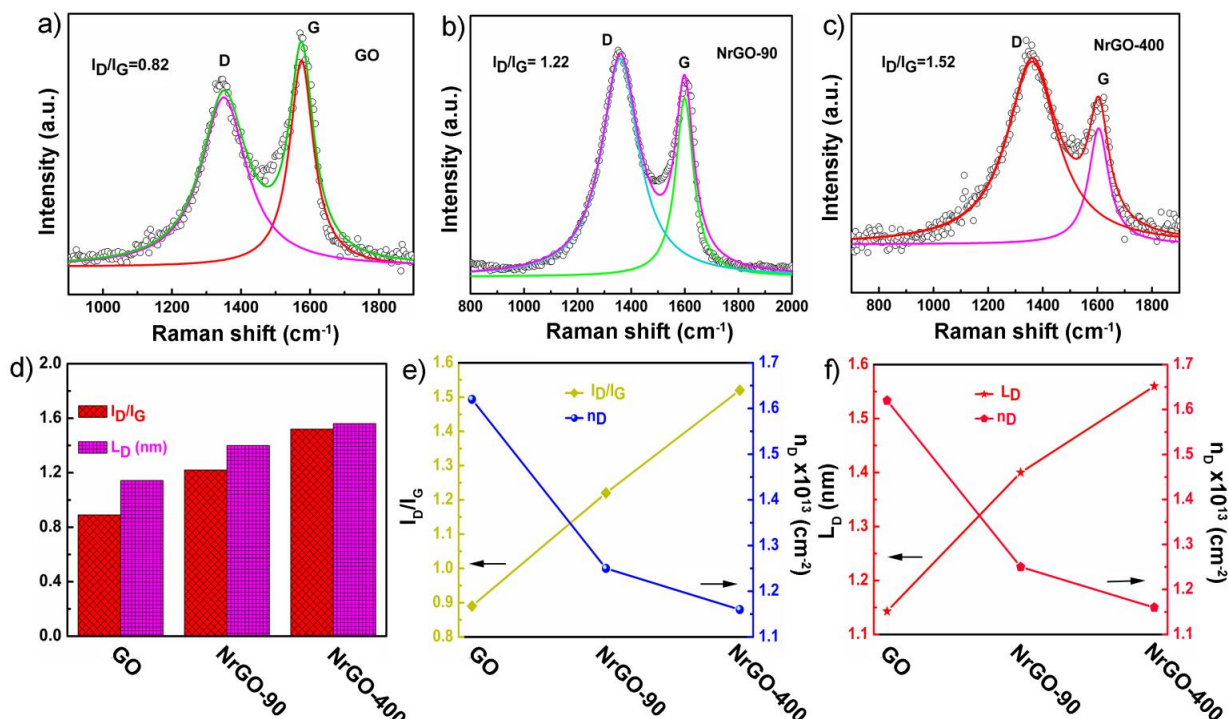 a)
I_D/I_G=0.82
D
G
GO
Intensity (a.u.)
1000 1200 1400 1600 1800
Raman shift (cm⁻¹)
b)
I_D/I_G= 1.22
D
G
NrGO-90
Intensity (a.u.)
800 1000 1200 1400 1600 1800 2000
Raman shift (cm⁻¹)
c)
I_D/I_G=1.52
D
G
NrGO-400
Intensity (a.u.)
800 1000 1200 1400 1600 1800
Raman shift (cm⁻¹)
d)
2.0
1.6
1.2
0.8
0.4
0.0
I_D/I_G
L_D (nm)
GO
NrGO-90
NrGO-400
e)
1.6
1.5
1.4
1.3
1.2
1.1
1.0
0.9
0.8
I_D/I_G
I_D/I_G
n_D
1.7
1.6
1.5
1.4
1.3
1.2
1.1
n_D x10¹³ (cm⁻²)
GO
NrGO-90
NrGO-400
f)
1.6
1.5
1.4
1.3
1.2
1.1
L_D (nm)
L_D
n_D
1.7
1.6
1.5
1.4
1.3
1.2
1.1
n_D x10¹³ (cm⁻²)
GO
NrGO-90
NrGO-400